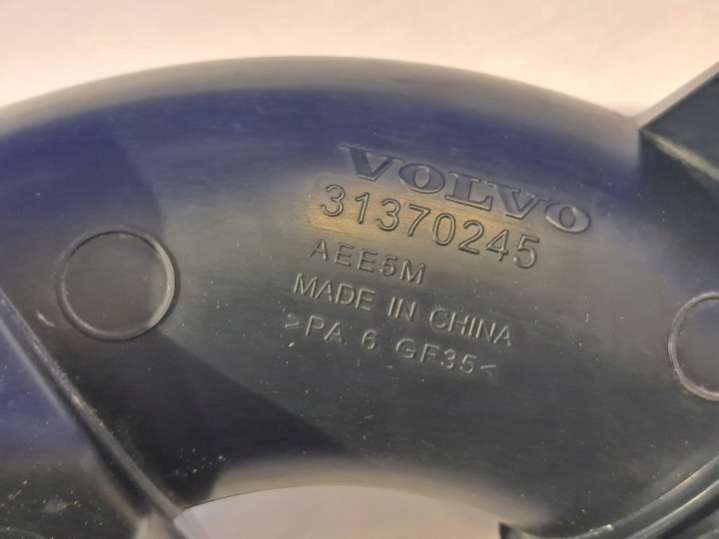 VOLVO
31370245
AEE5M
MADE IN CHINA
>PA 6 GF35<